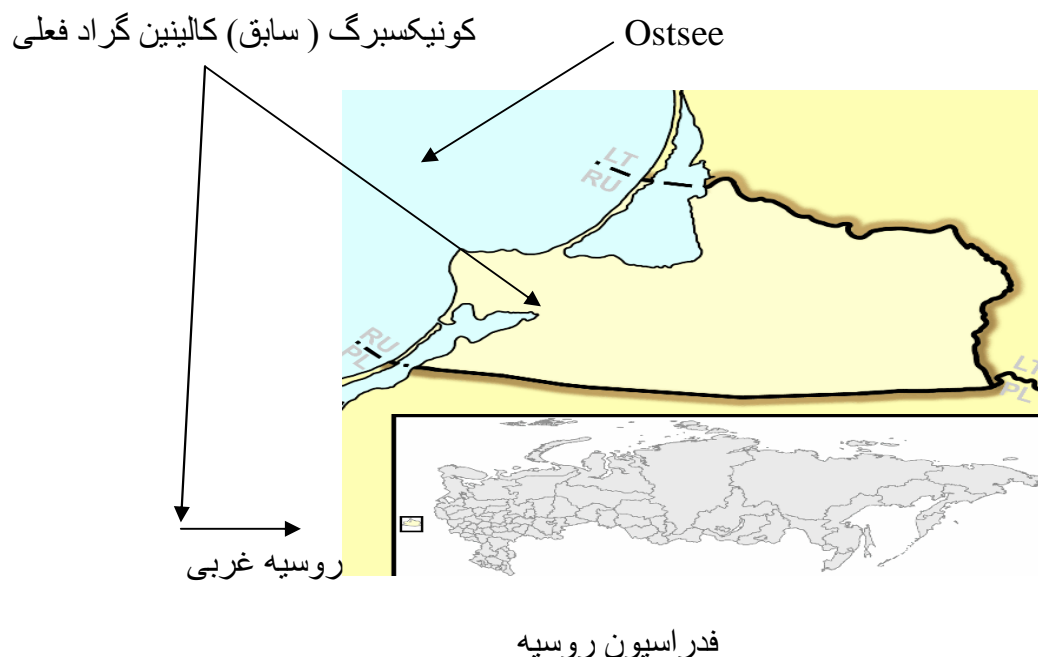 کونیکسبرگ ( سابق) کالینین گراد فعلی
Ostsee
LT
RU
RU
PL
LT
PL
روسیه غربی
فدراسیون روسیه